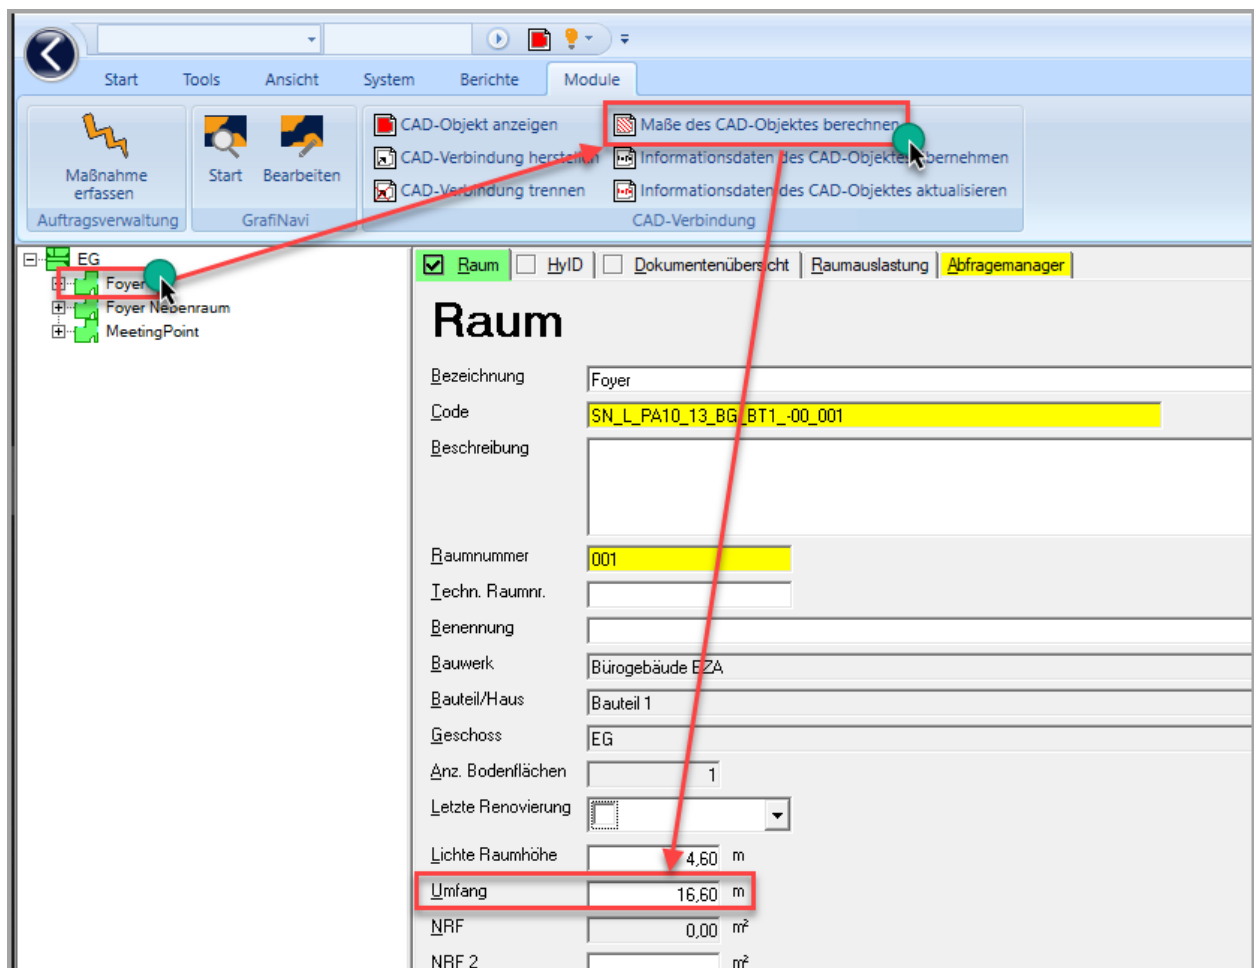 Start Tools Ansicht System Berichte Module
CAD-Objekt anzeigen Maße des CAD-Objektes berechnen
CAD-Verbindung herstellen Informationsdaten des CAD-Objektes übernehmen
Maßnahme erfassen Start Bearbeiten
CAD-Verbindung trennen Informationsdaten des CAD-Objektes aktualisieren
Auftragsverwaltung GrafiNavi CAD-Verbindung
EG
Foyer
Foyer Nebenraum
MeetingPoint
Raum HyID Dokumentenübersicht Raumauslastung Abfragemanager
Raum
Bezeichnung Foyer
Code SN_L_PA10_13_BG_BT1_-00_001
Beschreibung
Raumnummer 001
Techn. Raumnr.
Benennung
Bauwerk Bürogebäude EZA
Bauteil/Haus Bauteil 1
Geschoss EG
Anz. Bodenflächen 1
Letzte Renovierung
Lichte Raumhöhe 4,60 m
Umfang 16,60 m
NRF 0,00 m²
NRF 2 m²